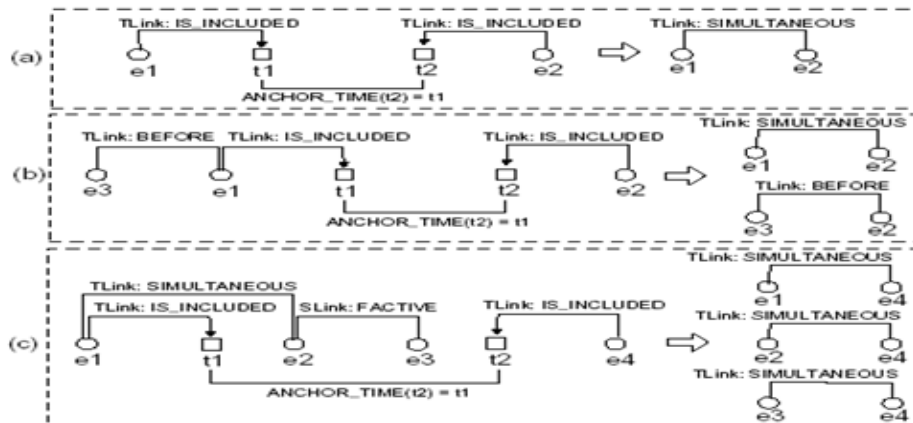 TLink: IS_INCLUDED TLink: IS_INCLUDED TLink: SIMULTANEOUS
(a)
e1 t1 t2 e2 e1 e2
ANCHOR_TIME(t2) = t1
TLink: BEFORE TLink: IS_INCLUDED TLink: IS_INCLUDED TLink: SIMULTANEOUS
(b)
e3 e1 t1 t2 e2 e1 e2
TLink: BEFORE
ANCHOR_TIME(t2) = t1
e3 e2
TLink: SIMULTANEOUS
TLink: SIMULTANEOUS
e1 e4
TLink: IS_INCLUDED SLink: FACTIVE TLink: IS_INCLUDED
TLink: SIMULTANEOUS
(c)
e1 t1 e2 e3 t2 e4 e2 e4
TLink: SIMULTANEOUS
ANCHOR_TIME(t2) = t1
e3 e4